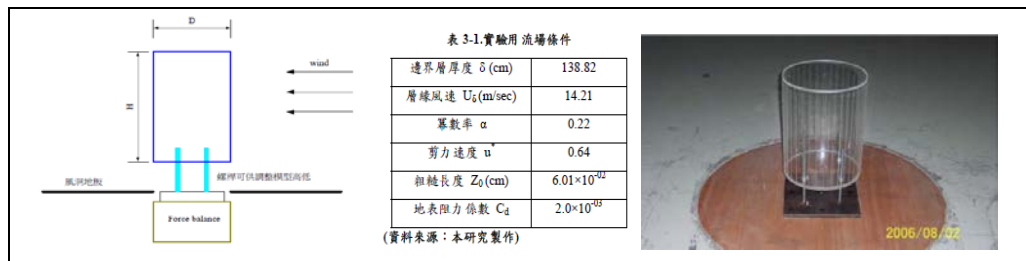 D
H
wind
風洞地板
螺桿可供調整模型高低
Force balance
表 3-1.實驗用流場條件
邊界層厚度 δ(cm) 138.82
層緣風速 Uδ(m/sec) 14.21
冪數率 α 0.22
剪力速度 u* 0.64
粗糙長度 Z0(cm) 6.01×10-02
地表阻力係數 Cd 2.0×10-03
(資料來源：本研究製作)
2006/08/02